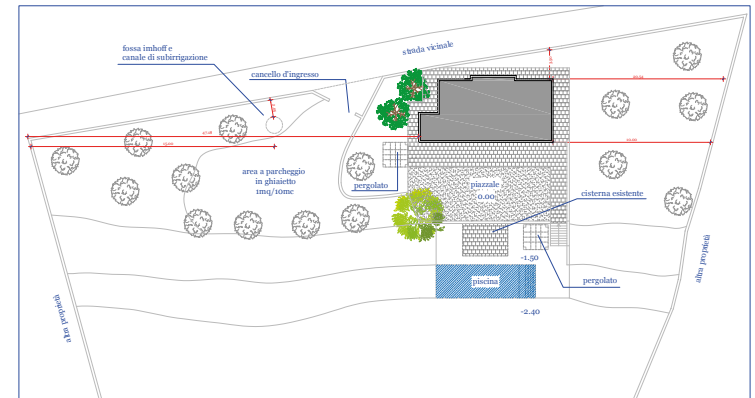 fossa imhoff e
canale di subirrigazione
strada vicinale
cancello d'ingresso
area a parcheggio
in ghiaietto
1mq/10mc
pergolato
piazzale
0.00
cisterna esistente
-1.50
piscina
pergolato
-2.40
altra proprietà
altra proprietà